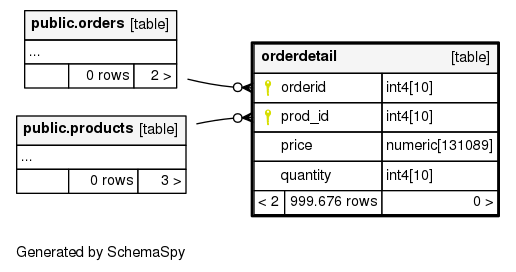 public.orders [table]
...
0 rows 2 >
public.products [table]
...
0 rows 3 >
orderdetail [table]
orderid int4[10]
prod_id int4[10]
price numeric[131089]
quantity int4[10]
< 2 999.676 rows 0 >
Generated by SchemaSpy